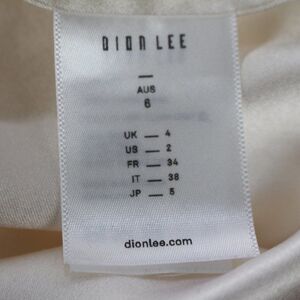 DION LEE
—
AUS
6
UK — 4
US — 2
FR — 34
IT — 38
JP — 5
dionlee.com